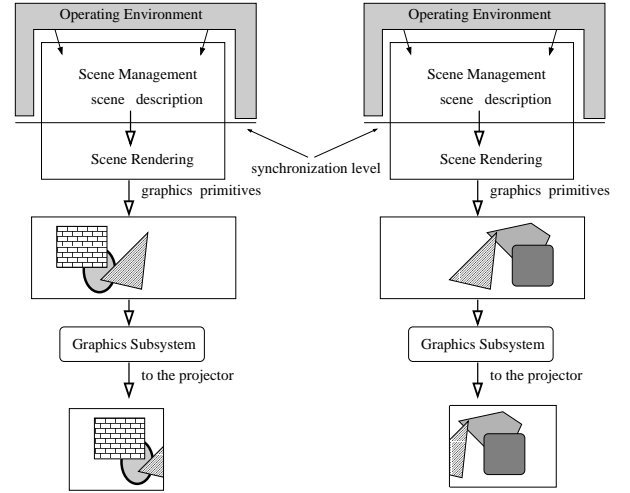 Operating Environment
Scene Management
scene description
Scene Rendering
graphics primitives
Graphics Subsystem
to the projector
synchronization level
Operating Environment
Scene Management
scene description
Scene Rendering
graphics primitives
Graphics Subsystem
to the projector